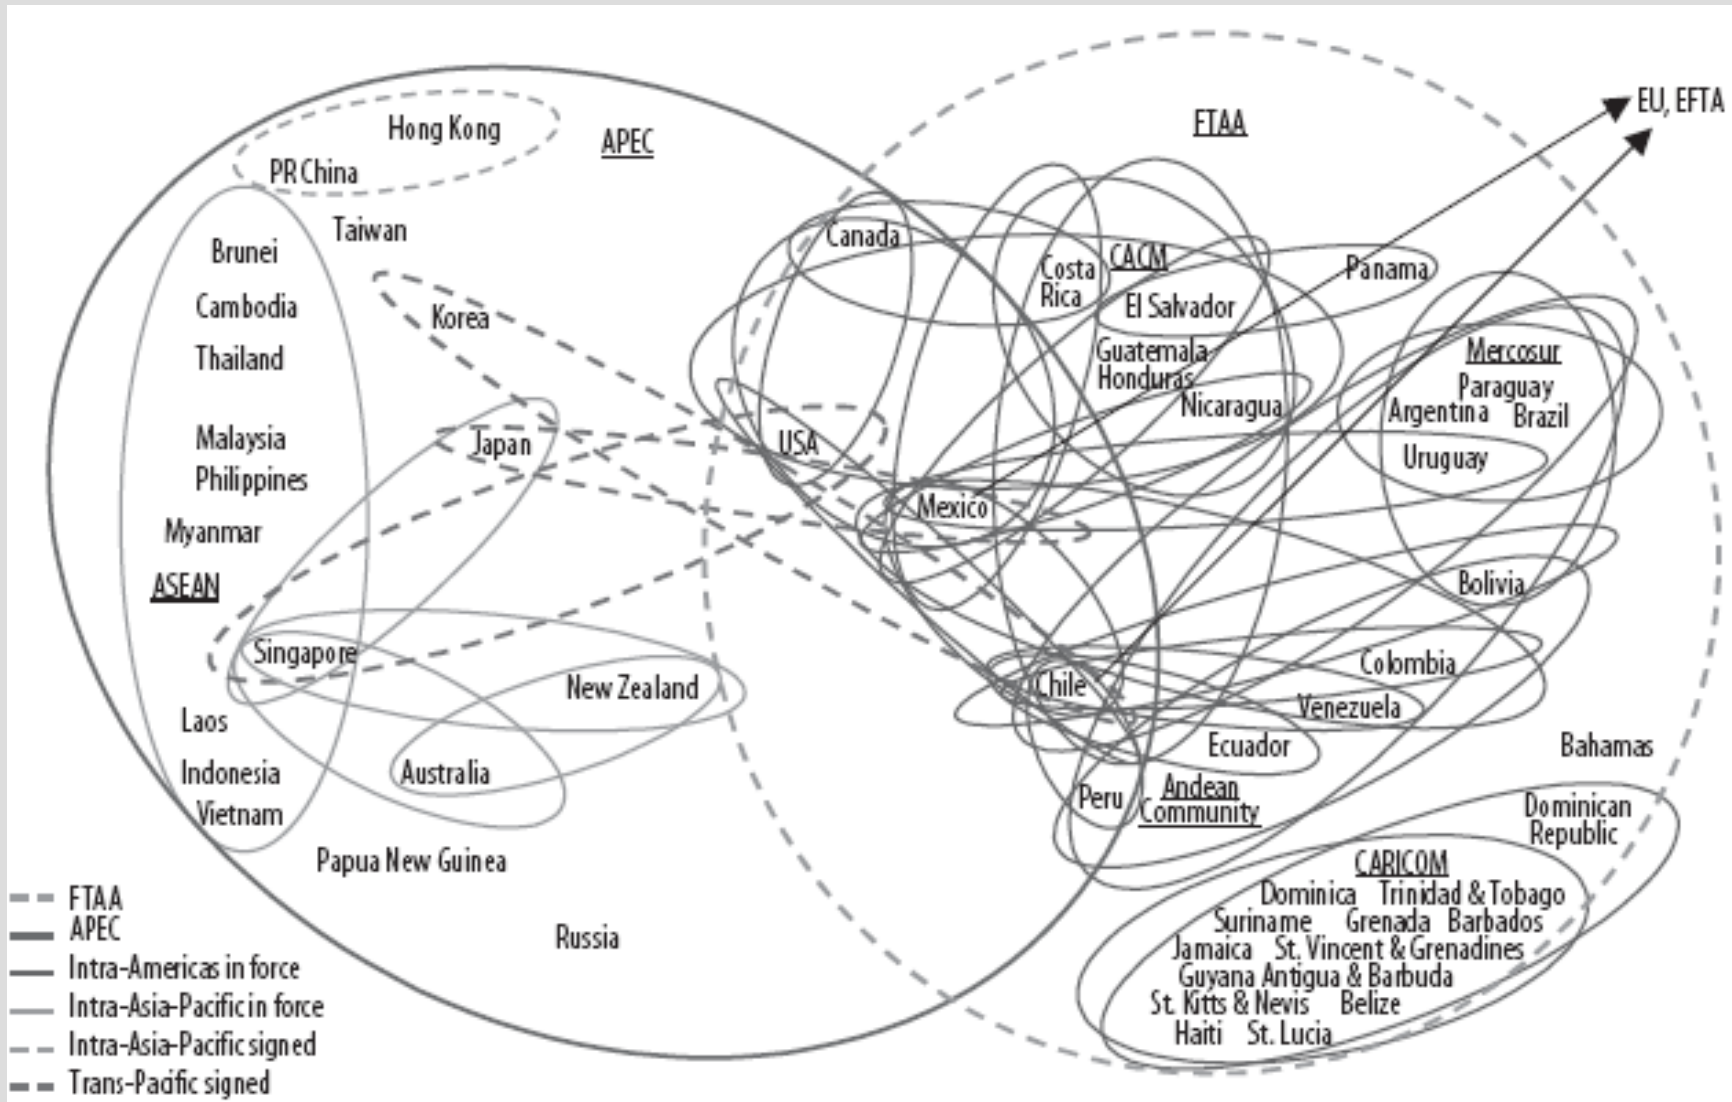 EU, EFTA
FTAA
APEC
Hong Kong
PR China
Taiwan
Brunei
Cambodia
Thailand
Korea
Malaysia
Philippines
Japan
Myanmar
ASEAN
Singapore
New Zealand
Laos
Indonesia
Australia
Vietnam
Papua New Guinea
Russia
Canada
USA
Mexico
Chile
Peru
Costa
Rica
CACM
El Salvador
Guatemala
Honduras
Nicaragua
Panama
Mercosur
Paraguay
Argentina Brazil
Uruguay
Bolivia
Colombia
Venezuela
Ecuador
Andean
Community
Bahamas
Dominican
Republic
CARICOM
Dominica Trinidad & Tobago
Suriname Grenada Barbados
Jamaica St. Vincent & Grenadines
Guyana Antigua & Barbuda
St. Kitts & Nevis Belize
Haiti St. Lucia
FTAA
APEC
Intra-Americas in force
Intra-Asia-Pacific in force
Intra-Asia-Pacific signed
Trans-Pacific signed